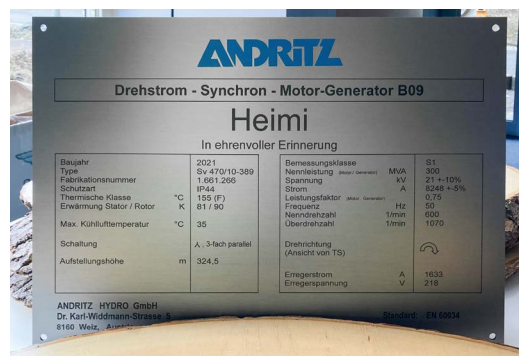 ANDRITZ
Drehstrom - Synchron - Motor-Generator B09
Heimi
In ehrenvoller Erinnerung
Baujahr 2021
Type Sv 470/10-389
Fabrikationsnummer 1.661.266
Schutzart IP44
Thermische Klasse °C 155 (F)
Erwärmung Stator / Rotor K 81 / 90
Max. Kühllufttemperatur °C 35
Schaltung , 3-fach parallel
Aufstellungshöhe m 324,5
Bemessungsklasse S1
Nennleistung (Motor / Generator) MVA 300
Spannung kV 21 +-10%
Strom A 8248 +-5%
Leistungsfaktor (Motor / Generator) 0,75
Frequenz Hz 50
Nenndrehzahl 1/min 600
Überdrehzahl 1/min 1070
Drehrichtung
(Ansicht von TS)
Erregerstrom A 1633
Erregerspannung V 218
ANDRITZ HYDRO GmbH
Dr. Karl-Widdmann-Strasse 5
8160 Weiz,
Standard: EN 60034